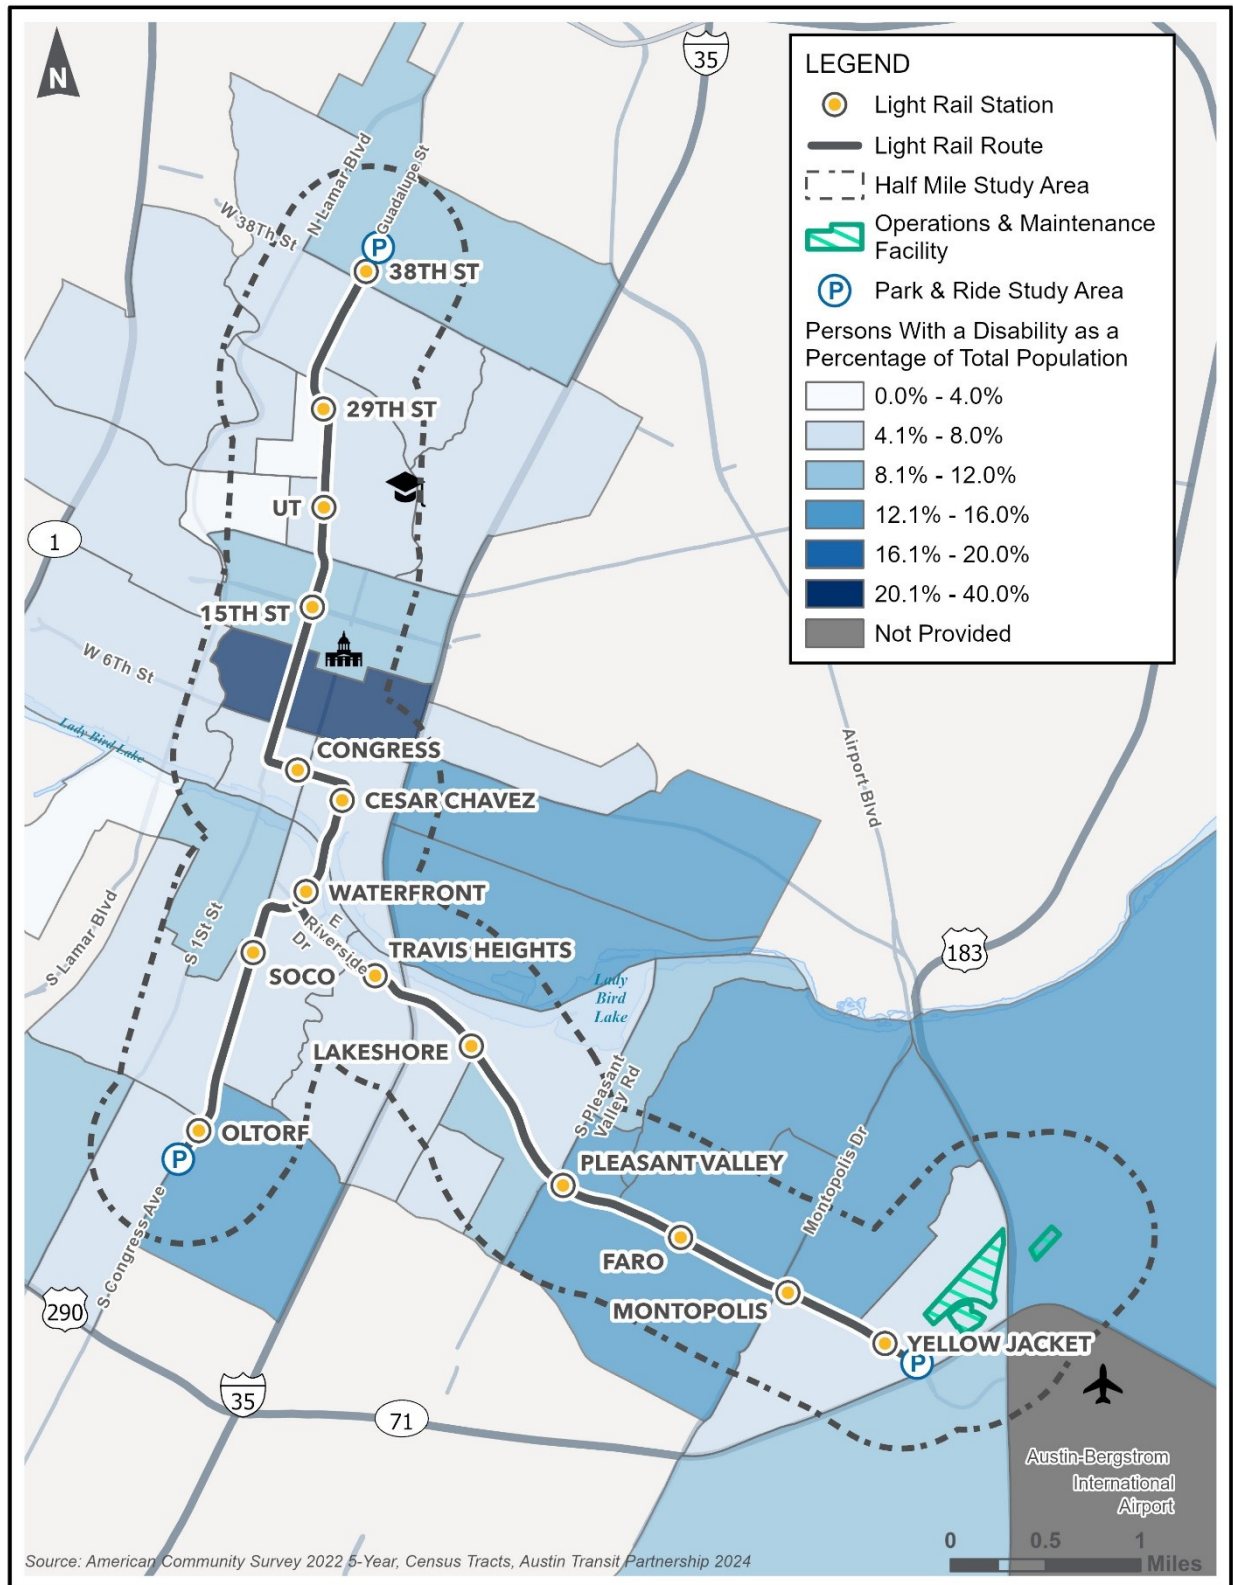 N
35
LEGEND
Light Rail Station
Light Rail Route
Half Mile Study Area
Operations & Maintenance
Facility
P
Park & Ride Study Area
Persons With a Disability as a
Percentage of Total Population
0.0% - 4.0%
4.1% - 8.0%
8.1% - 12.0%
12.1% - 16.0%
16.1% - 20.0%
20.1% - 40.0%
Not Provided
N Lamar Blvd
Guadalupe St
W 38Th St
P
38TH ST
29TH ST
UT
1
15TH ST
W 6Th St
Lady Bird Lake
CONGRESS
CESAR CHAVEZ
Airport Blvd
WATERFRONT
S Lamar Blvd
S 1St St
E
Riverside
Dr
TRAVIS HEIGHTS
SOCO
183
Lady
Bird
Lake
LAKESHORE
S Pleasant
Valley Rd
OLTORF
P
PLEASANT VALLEY
Montopolis Dr
S Congress Ave
FARO
MONTOPOLIS
290
YELLOW JACKET
P
35
71
Austin-Bergstrom
International
Airport
0 0.5 1
Miles
Source: American Community Survey 2022 5-Year, Census Tracts, Austin Transit Partnership 2024